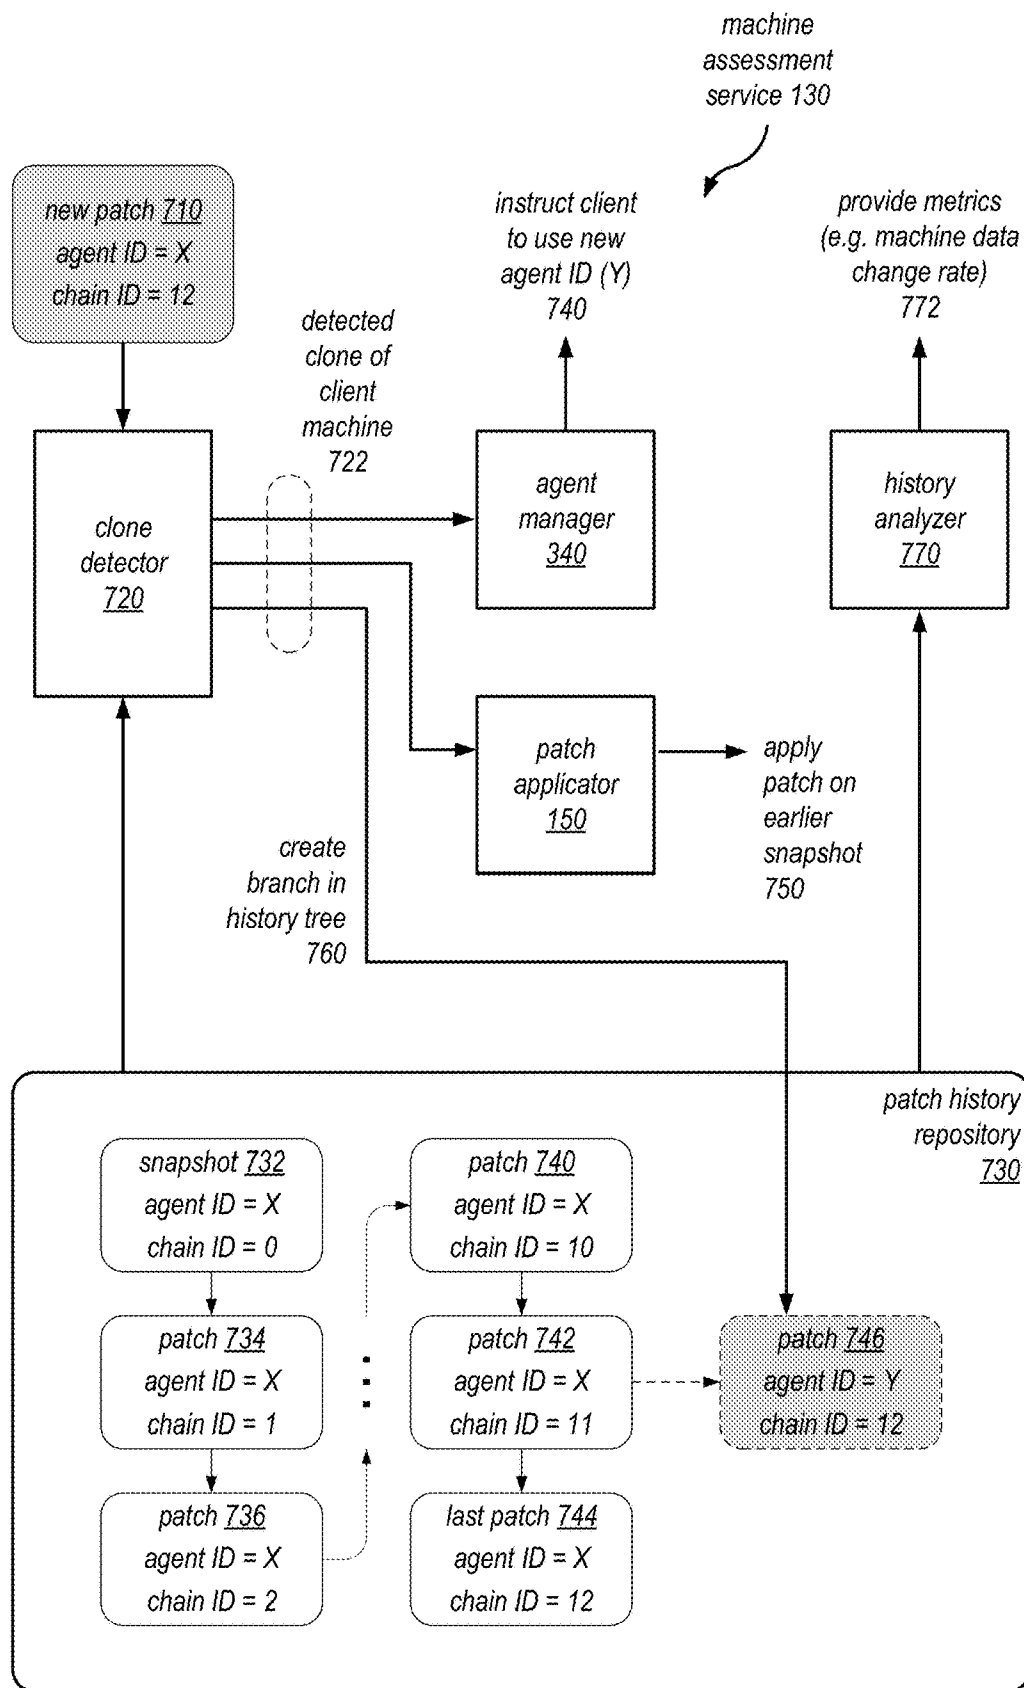 machine
assessment
service 130
new patch 710
agent ID = X
chain ID = 12
instruct client
to use new
agent ID (Y)
740
provide metrics
(e.g. machine data
change rate)
772
detected
clone of
client
machine
722
clone
detector
720
agent
manager
340
history
analyzer
770
patch
applicator
150
apply
patch on
earlier
snapshot
750
create
branch in
history tree
760
patch history
repository
730
snapshot 732
agent ID = X
chain ID = 0
patch 734
agent ID = X
chain ID = 1
patch 736
agent ID = X
chain ID = 2
patch 740
agent ID = X
chain ID = 10
patch 742
agent ID = X
chain ID = 11
last patch 744
agent ID = X
chain ID = 12
patch 746
agent ID = Y
chain ID = 12